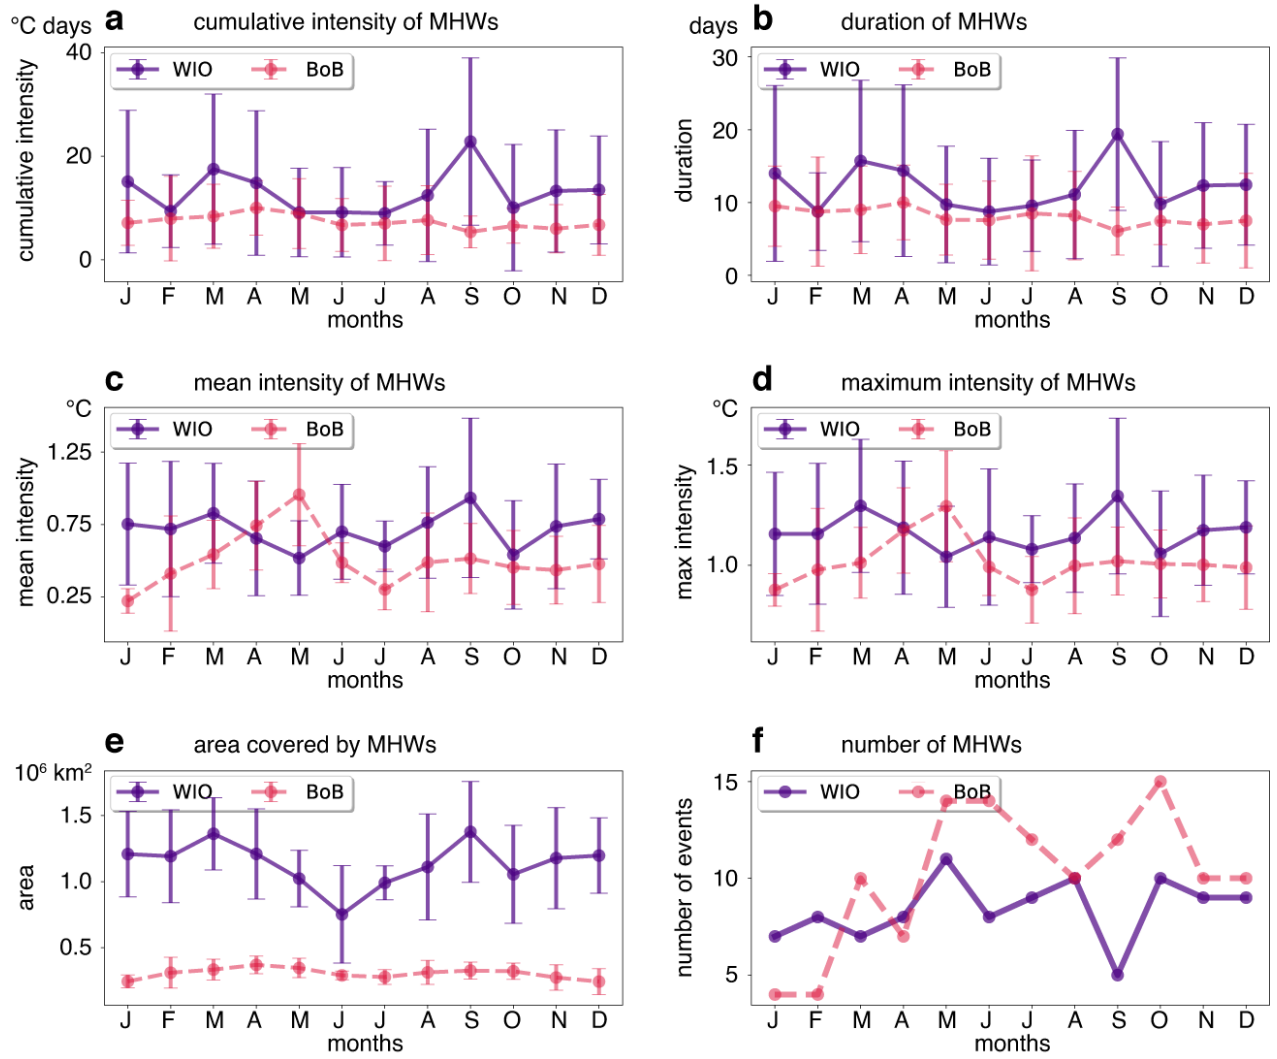 a cumulative intensity of MHWs
°C days
WIO BoB
40
20
0
cumulative intensity
J F M A M J J A S O N D
months
b duration of MHWs
days
WIO BoB
30
20
10
0
duration
J F M A M J J A S O N D
months
c mean intensity of MHWs
°C
WIO BoB
1.25
0.75
0.25
mean intensity
J F M A M J J A S O N D
months
d maximum intensity of MHWs
°C
WIO BoB
1.5
1.0
max intensity
J F M A M J J A S O N D
months
e area covered by MHWs
10⁶ km²
WIO BoB
1.5
1.0
0.5
area
J F M A M J J A S O N D
months
f number of MHWs
WIO BoB
15
10
5
number of events
J F M A M J J A S O N D
months